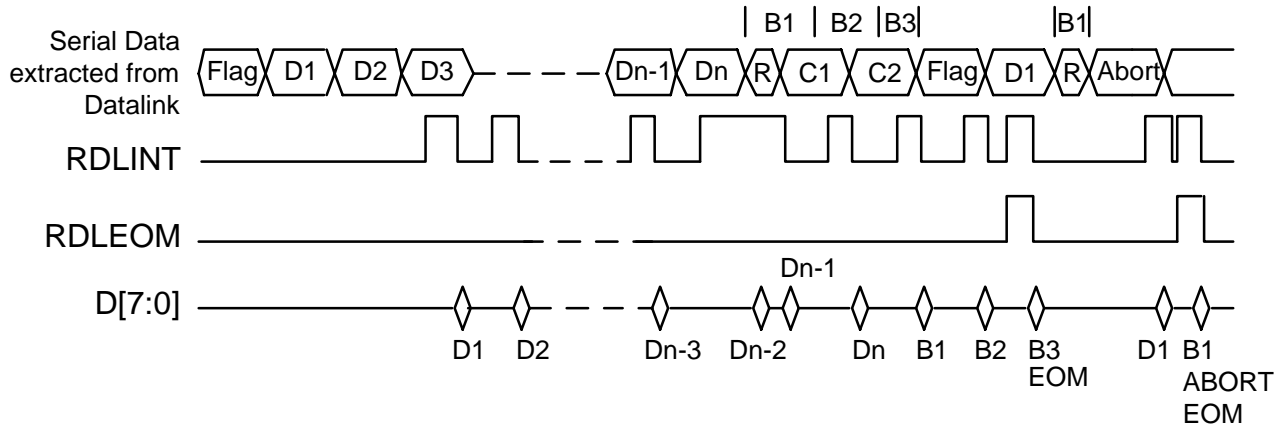 B1 B2 B3 B1
Serial Data
extracted from
Datalink
Flag D1 D2 D3 Dn-1 Dn R C1 C2 Flag D1 R Abort
RDLINT
RDLEOM
Dn-1
D[7:0]
D1 D2 Dn-3 Dn-2 Dn B1 B2 B3 D1 B1
EOM ABORT
EOM